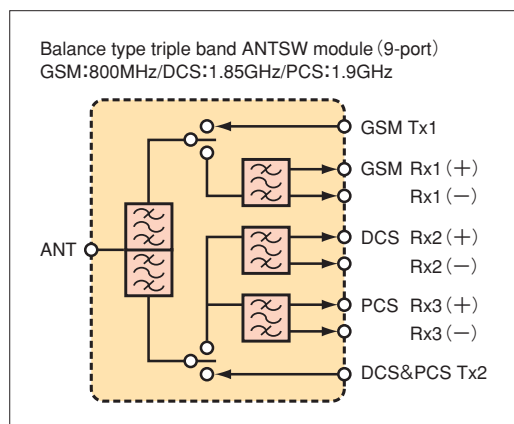 Balance type triple band ANTSW module (9-port)
GSM:800MHz/DCS:1.85GHz/PCS:1.9GHz
GSM Tx1
GSM Rx1 (+)
Rx1 (−)
ANT
DCS Rx2 (+)
Rx2 (−)
PCS Rx3 (+)
Rx3 (−)
DCS&PCS Tx2